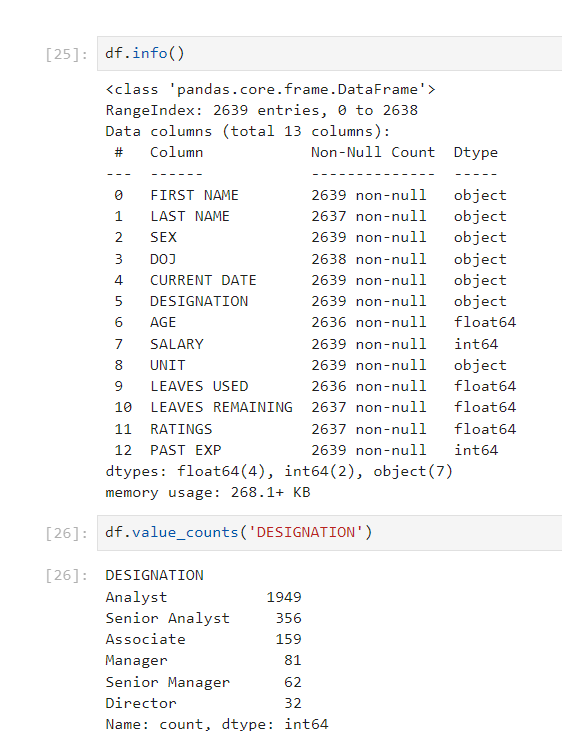 [25]: df.info()
<class 'pandas.core.frame.DataFrame'>
RangeIndex: 2639 entries, 0 to 2638
Data columns (total 13 columns):
 #   Column            Non-Null Count  Dtype
---  ------            --------------  -----
 0   FIRST NAME        2639 non-null   object
 1   LAST NAME         2637 non-null   object
 2   SEX               2639 non-null   object
 3   DOJ               2638 non-null   object
 4   CURRENT DATE      2639 non-null   object
 5   DESIGNATION       2639 non-null   object
 6   AGE               2636 non-null   float64
 7   SALARY            2639 non-null   int64
 8   UNIT              2639 non-null   object
 9   LEAVES USED       2636 non-null   float64
 10  LEAVES REMAINING  2637 non-null   float64
 11  RATINGS           2637 non-null   float64
 12  PAST EXP          2639 non-null   int64
dtypes: float64(4), int64(2), object(7)
memory usage: 268.1+ KB
[26]: df.value_counts('DESIGNATION')
[26]: DESIGNATION
Analyst           1949
Senior Analyst     356
Associate          159
Manager             81
Senior Manager      62
Director            32
Name: count, dtype: int64